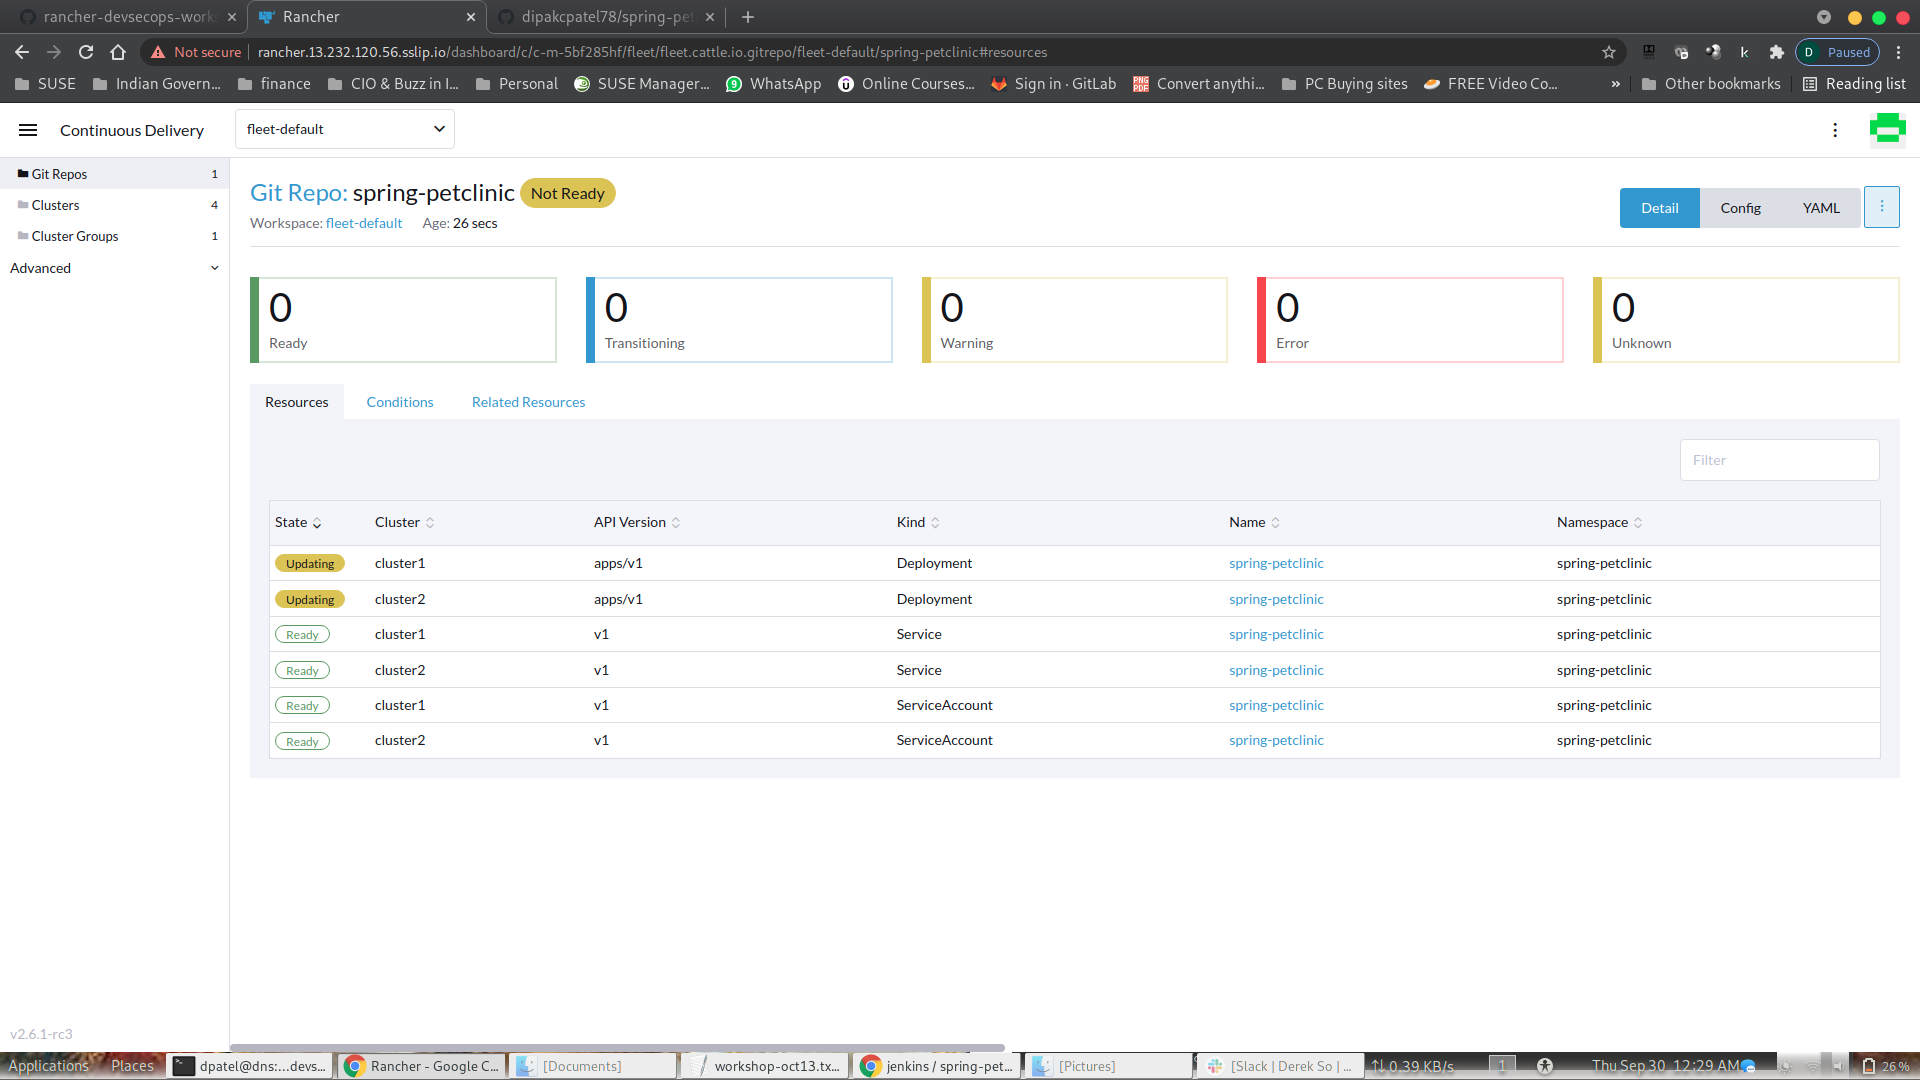 rancher-devsecops-works
Rancher
dipakcpatel78/spring-pet
Not secure
rancher.13.232.120.56.sslip.io/dashboard/c/c-m-5bf285hf/fleet/fleet.cattle.io.gitrepo/fleet-default/spring-petclinic#resources
D Paused
SUSE
Indian Govern...
finance
CIO & Buzz in I...
Personal
SUSE Manager...
9 WhatsApp
Online Courses...
Sign in · GitLab
PNG PDF Convert anythi...
PC Buying sites
FREE Video Co...
»
Other bookmarks
Reading list
Continuous Delivery
fleet-default
Git Repos 1
Clusters 4
Cluster Groups 1
Advanced
Git Repo: spring-petclinic Not Ready
Workspace: fleet-default Age: 26 secs
Detail Config YAML
0
Ready
0
Transitioning
0
Warning
0
Error
0
Unknown
Resources Conditions Related Resources
Filter
State Cluster API Version Kind Name Namespace
Updating cluster1 apps/v1 Deployment spring-petclinic spring-petclinic
Updating cluster2 apps/v1 Deployment spring-petclinic spring-petclinic
Ready cluster1 v1 Service spring-petclinic spring-petclinic
Ready cluster2 v1 Service spring-petclinic spring-petclinic
Ready cluster1 v1 ServiceAccount spring-petclinic spring-petclinic
Ready cluster2 v1 ServiceAccount spring-petclinic spring-petclinic
v2.6.1-rc3
Applications Places dpatel@dns:...devs... Rancher - Google C... [Documents] workshop-oct13.tx... jenkins / spring-pet... [Pictures] [Slack | Derek So | ... 0.39 KB/s 1 Thu Sep 30 12:29 AM 26 %